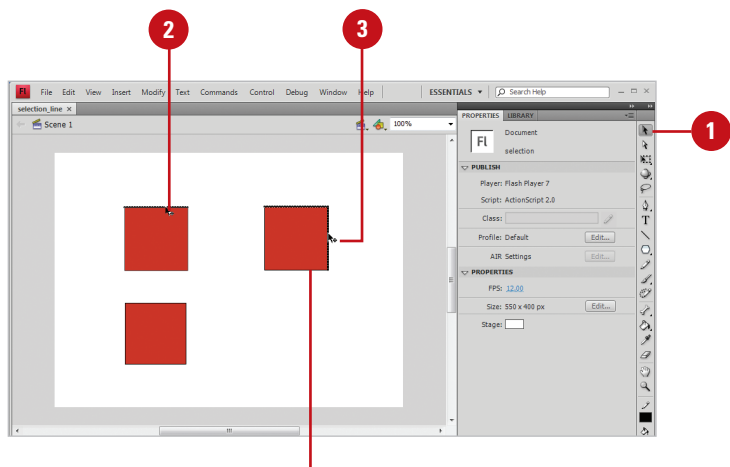 2
3
1
FL File Edit View Insert Modify Text Commands Control Debug Window Help ESSENTIALS Search Help
selection_line
Scene 1
100%
PROPERTIES LIBRARY
Fl
Document
selection
PUBLISH
Player: Flash Player 7
Script: ActionScript 2.0
Class:
Profile: Default Edit...
AIR Settings Edit...
PROPERTIES
FPS: 12.00
Size: 550 x 400 px Edit...
Stage:
T